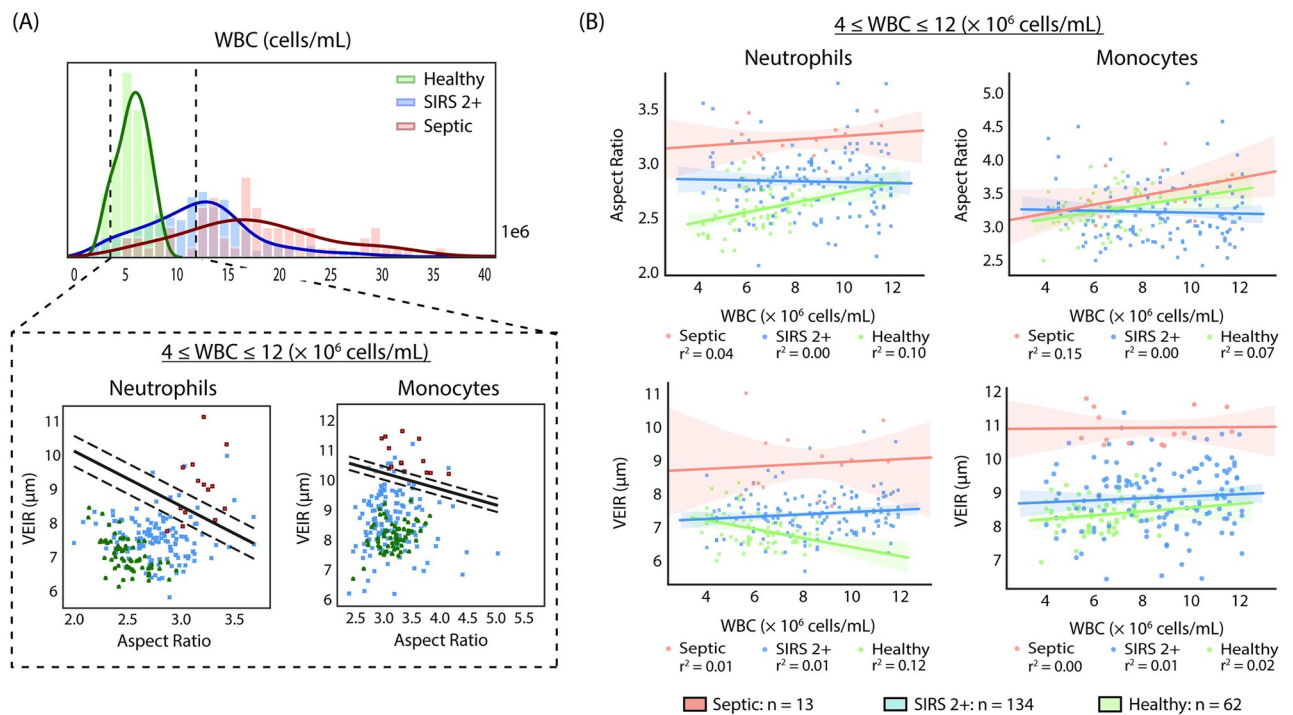 (A)
WBC (cells/mL)
Healthy
SIRS 2+
Septic
1e6
0 5 10 15 20 25 30 35 40
4 ≤ WBC ≤ 12 (× 10⁶ cells/mL)
Neutrophils
Monocytes
VEIR (μm)
11
10
9
8
7
6
2.0 2.5 3.0 3.5
Aspect Ratio
VEIR (μm)
12
11
10
9
8
7
6
2.5 3.0 3.5 4.0 4.5 5.0 5.5
Aspect Ratio
(B)
4 ≤ WBC ≤ 12 (× 10⁶ cells/mL)
Neutrophils
Monocytes
Aspect Ratio
3.5
3.0
2.5
2.0
4 6 8 10 12
WBC (× 10⁶ cells/mL)
Septic SIRS 2+ Healthy
r² = 0.04 r² = 0.00 r² = 0.10
Aspect Ratio
5.0
4.5
4.0
3.5
3.0
2.5
4 6 8 10 12
WBC (× 10⁶ cells/mL)
Septic SIRS 2+ Healthy
r² = 0.15 r² = 0.00 r² = 0.07
VEIR (μm)
11
10
9
8
7
6
4 6 8 10 12
WBC (× 10⁶ cells/mL)
Septic SIRS 2+ Healthy
r² = 0.01 r² = 0.01 r² = 0.12
VEIR (μm)
12
11
10
9
8
7
4 6 8 10 12
WBC (× 10⁶ cells/mL)
Septic SIRS 2+ Healthy
r² = 0.00 r² = 0.01 r² = 0.02
Septic: n = 13 SIRS 2+: n = 134 Healthy: n = 62